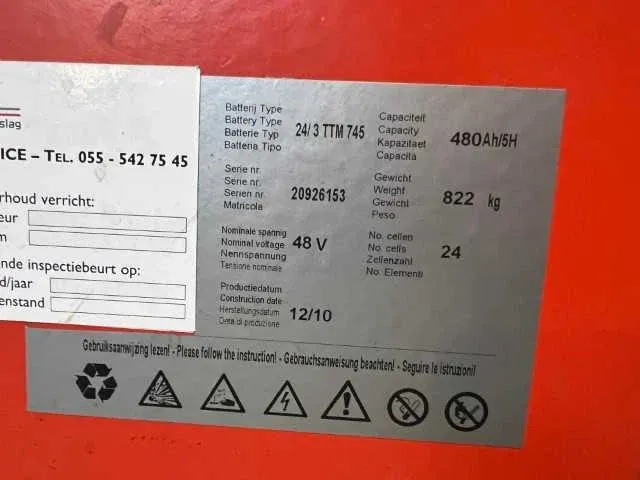 slag
ICE – TEL. 055 - 542 75 45
rhoud verricht:
eur
m
nde inspectiebeurt op:
d/jaar
enstand
Batterij Type
Battery Type
Batterie Typ
Batteria Tipo
24/ 3 TTM 745
Capaciteit
Capacity
Kapazitaet
Capacita
480Ah/5H
Serie nr.
Serie nr.
Serien nr.
Matricola
20926153
Gewicht
Weight
Gewicht
Peso
822 kg
Nominale spannig
Nominal voltage
Nennspannung
Tensione nominale
48 V
No. cellen
No. cells
Zellenzahl
No. Elementi
24
Productiedatum
Construction date
Herstellungsdatum
Data di produzione
12/10
Gebruiksaanwijzing lezen! - Please follow the instruction! - Gebrauchsanweisung beachten! - Seguire le istruzioni!